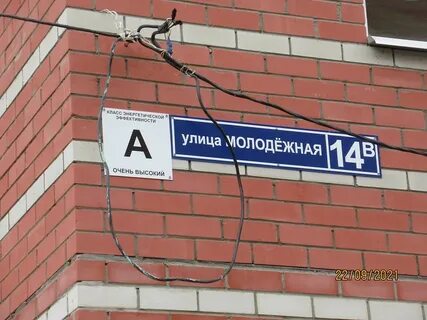 КЛАСС ЭНЕРГЕТИЧЕСКОЙ
ЭФФЕКТИВНОСТИ
А
ОЧЕНЬ ВЫСОКИЙ
улица МОЛОДЁЖНАЯ 14В
22/09/2021